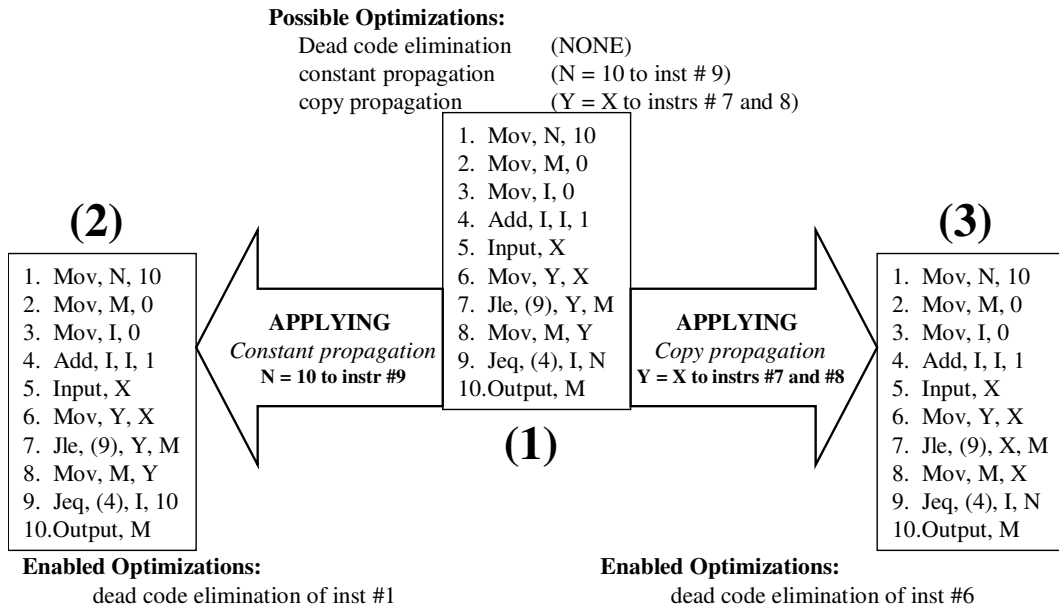 Possible Optimizations:
Dead code elimination (NONE)
constant propagation (N = 10 to inst # 9)
copy propagation (Y = X to instrs # 7 and 8)
1. Mov, N, 10
2. Mov, M, 0
3. Mov, I, 0
4. Add, I, I, 1
5. Input, X
6. Mov, Y, X
7. Jle, (9), Y, M
8. Mov, M, Y
9. Jeq, (4), I, N
10.Output, M
(1)
(2)
1. Mov, N, 10
2. Mov, M, 0
3. Mov, I, 0
4. Add, I, I, 1
5. Input, X
6. Mov, Y, X
7. Jle, (9), Y, M
8. Mov, M, Y
9. Jeq, (4), I, 10
10.Output, M
APPLYING
Constant propagation
N = 10 to instr #9
Enabled Optimizations:
dead code elimination of inst #1
APPLYING
Copy propagation
Y = X to instrs #7 and #8
(3)
1. Mov, N, 10
2. Mov, M, 0
3. Mov, I, 0
4. Add, I, I, 1
5. Input, X
6. Mov, Y, X
7. Jle, (9), X, M
8. Mov, M, X
9. Jeq, (4), I, N
10.Output, M
Enabled Optimizations:
dead code elimination of inst #6